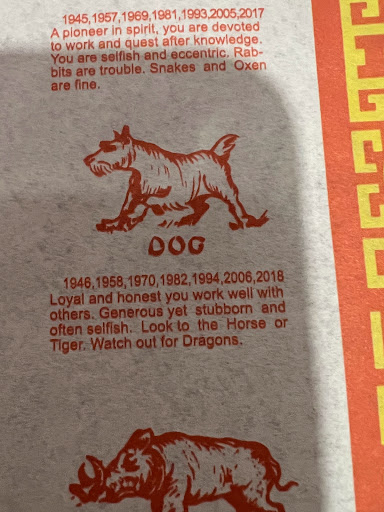 1945,1957,1969,1981,1993,2005,2017
A pioneer in spirit, you are devoted
to work and quest after knowledge.
You are selfish and eccentric. Rab-
bits are trouble. Snakes and Oxen
are fine.
DOG
1946,1958,1970,1982,1994,2006,2018
Loyal and honest you work well with
others. Generous yet stubborn and
often selfish. Look to the Horse or
Tiger. Watch out for Dragons.